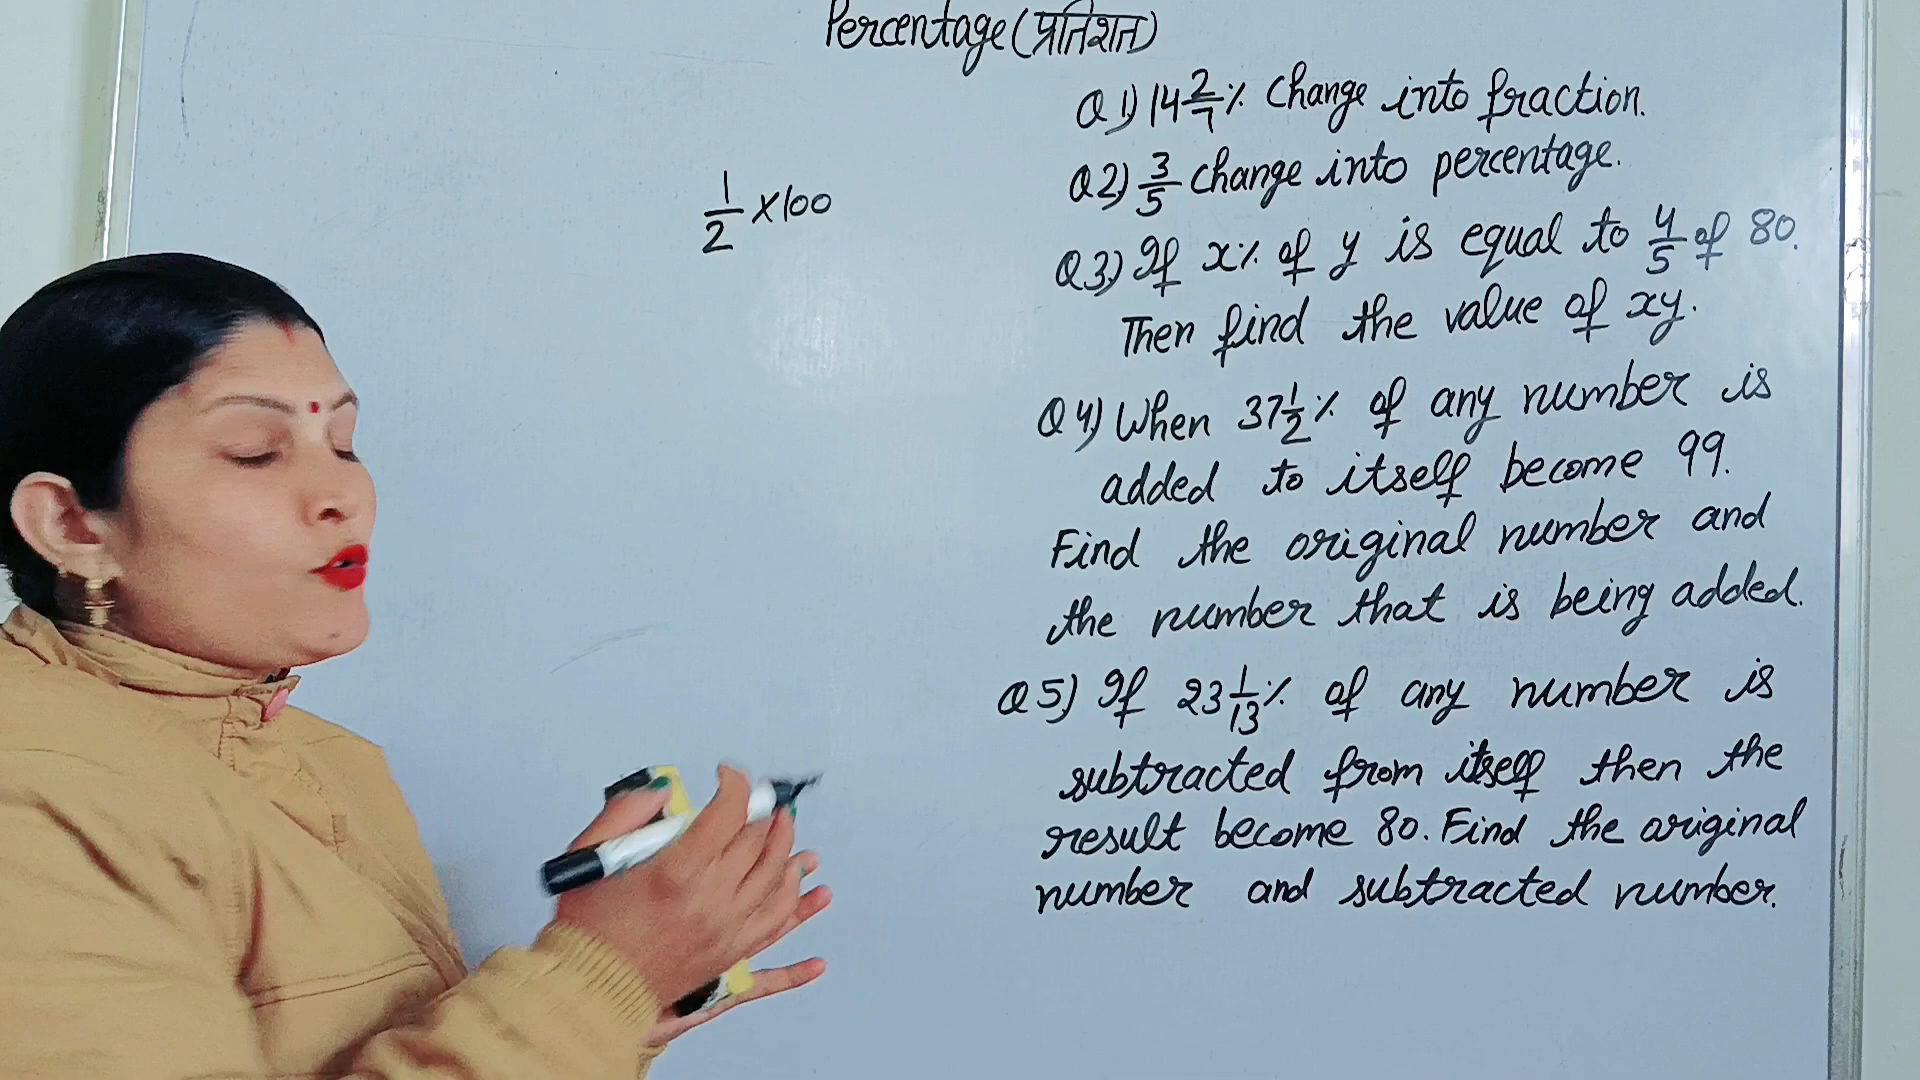 Percentage (प्रतिशत)
Q1) 14 2/7 % Change into fraction.
1/2 × 100
Q2) 3/5 change into percentage.
Q3) If x% of y is equal to 4/5 of 80.
Then find the value of xy.
Q4) When 37 1/2 % of any number is
added to itself become 99.
Find the original number and
the number that is being added.
Q5) If 23 1/13 % of any number is
subtracted from itself then the
result become 80. Find the original
number and subtracted number.